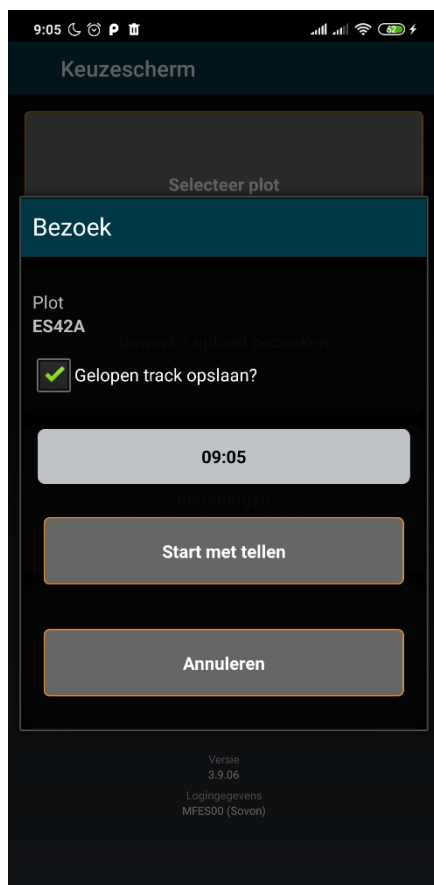 9:05
62
Keuzescherm
Selecteer plot
Bezoek
Plot
ES42A
Bewerk / upload bezoeken
Gelopen track opslaan?
09:05
Instellingen
Start met tellen
Annuleren
Versie
3.9.06
Logingegevens
MFES00 (Sovon)